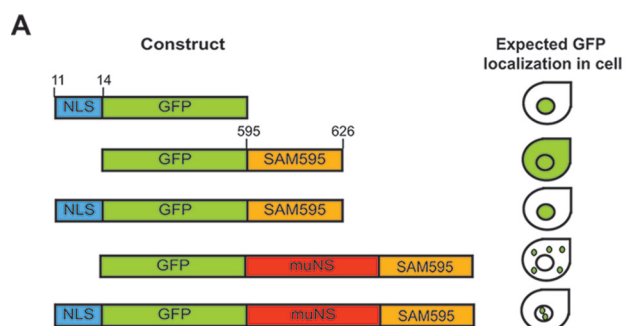 A
Construct
Expected GFP
localization in cell
11 14
NLS GFP
595 626
GFP SAM595
NLS GFP SAM595
GFP muNS SAM595
NLS GFP muNS SAM595